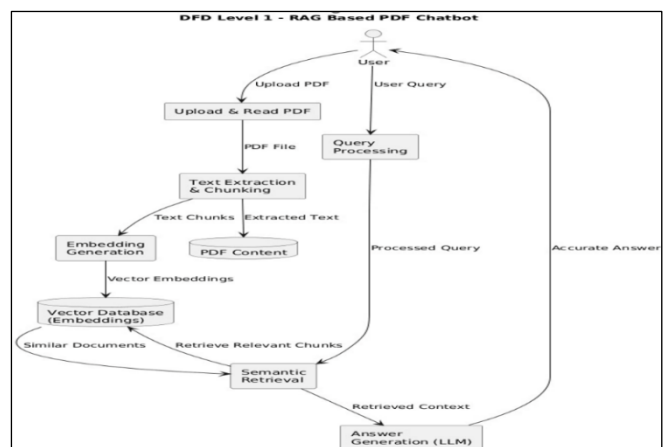 DFD Level 1 - RAG Based PDF Chatbot
User
Upload PDF
User Query
Upload & Read PDF
Query
Processing
PDF File
Text Extraction
& Chunking
Text Chunks
Extracted Text
Embedding
Generation
PDF Content
Processed Query
Accurate Answer
Vector Embeddings
Vector Database
(Embeddings)
Similar Documents
Retrieve Relevant Chunks
Semantic
Retrieval
Retrieved Context
Answer
Generation (LLM)